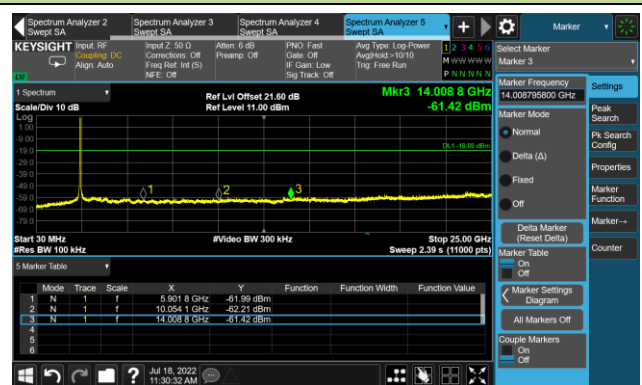 Spectrum Analyzer 2
Swept SA
Spectrum Analyzer 3
Swept SA
Spectrum Analyzer 4
Swept SA
Spectrum Analyzer 5
Swept SA
Marker
KEYSIGHT
Input: RF
Coupling: DC
Align: Auto
Input Z: 50 Ω
Corrections: Off
Freq Ref: Int (S)
NFE: Off
Atten: 6 dB
Preamp: Off
PNO: Fast
Gate: Off
IF Gain: Low
Sig Track: Off
Avg Type: Log-Power
Avg|Hold:>10/10
Trig: Free Run
1 2 3 4 5 6
M W W W W W
P N N N N N
LW
Select Marker
Marker 3
1 Spectrum
Scale/Div 10 dB
Ref Lvl Offset 21.60 dB
Ref Level 11.00 dBm
Mkr3 14.008 8 GHz
-61.42 dBm
Log
1.00
-9.00
-19.0
-29.0
-39.0
-49.0
-59.0
-69.0
-79.0
1
2
3
Start 30 MHz
#Res BW 100 kHz
#Video BW 300 kHz
Stop 25.00 GHz
Sweep 2.39 s (11000 pts)
5 Marker Table
Mode Trace Scale X Y Function Function Width Function Value
1 N 1 f 5.901 8 GHz -61.99 dBm
2 N 1 f 10.054 1 GHz -62.21 dBm
3 N 1 f 14.008 8 GHz -61.42 dBm
4
5
6
Marker Frequency
14.008795800 GHz
Marker Mode
Normal
Delta (Δ)
Fixed
Off
Delta Marker
(Reset Delta)
Marker Table
On
Off
Marker Settings
Diagram
All Markers Off
Couple Markers
On
Off
Settings
Peak
Search
Pk Search
Config
Properties
Marker
Function
Marker→
Counter
Jul 18, 2022
11:30:32 AM